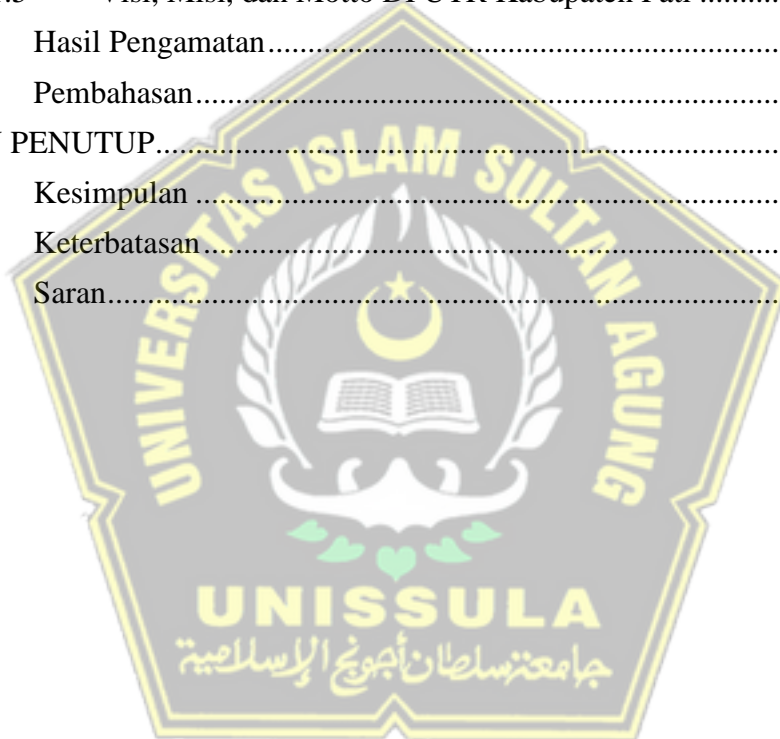 Visi, Misi, dan Motto DPUTR Kabupaten Pati ..........
Hasil Pengamatan............................................................
Pembahasan......................................................................
PENUTUP...........................................................................
Kesimpulan ......................................................................
Keterbatasan.....................................................................
Saran.................................................................................
UNIVERSITAS ISLAM SULTAN AGUNG
UNISSULA
جامعة سلطان أجونج الإسلامية